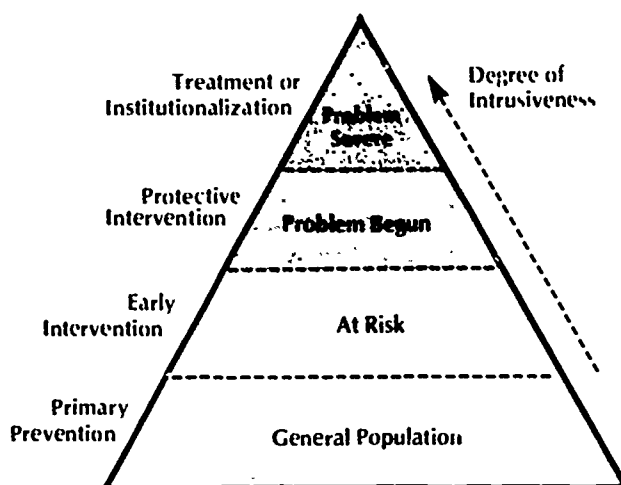 Treatment or
Institutionalization
Problem
Severe
Degree of
Intrusiveness
Protective
Intervention
Problem Begun
Early
Intervention
At Risk
Primary
Prevention
General Population